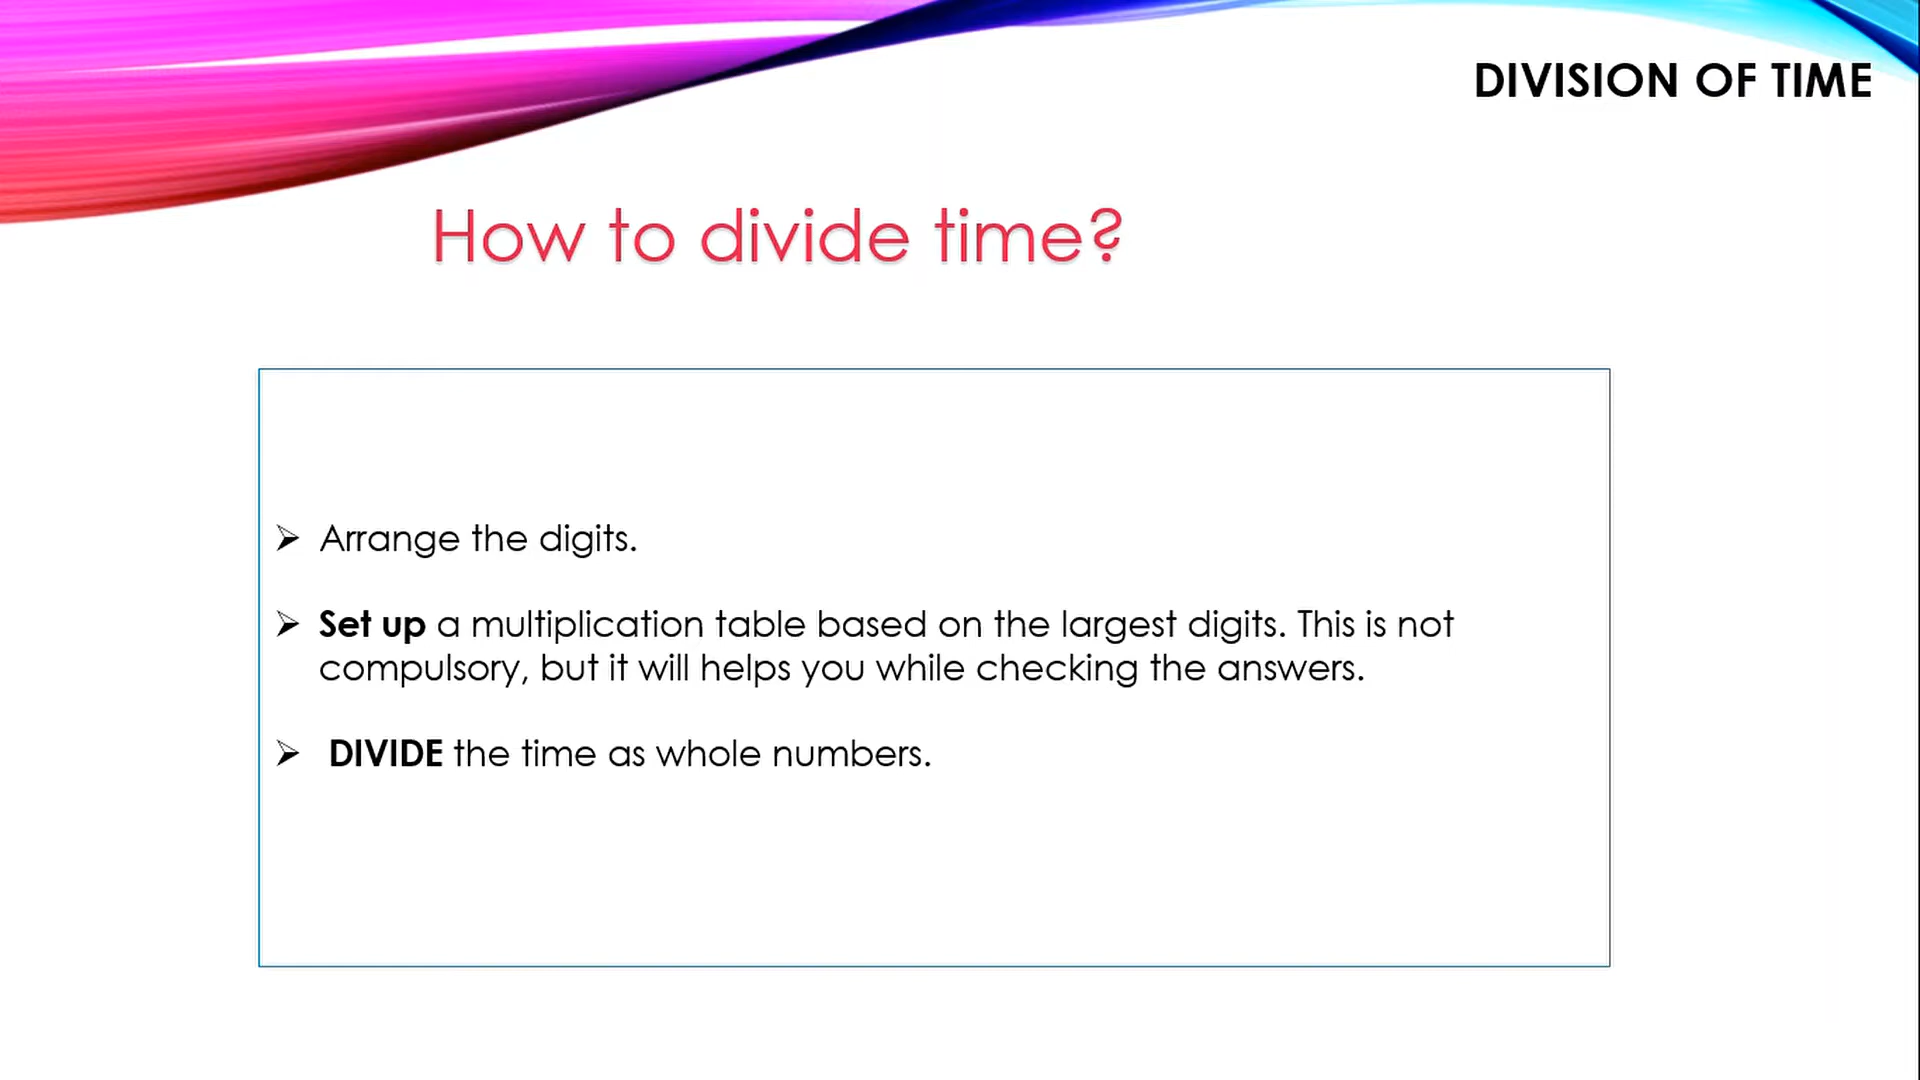 DIVISION OF TIME
How to divide time?
➢ Arrange the digits.
➢ Set up a multiplication table based on the largest digits. This is not
compulsory, but it will helps you while checking the answers.
➢ DIVIDE the time as whole numbers.